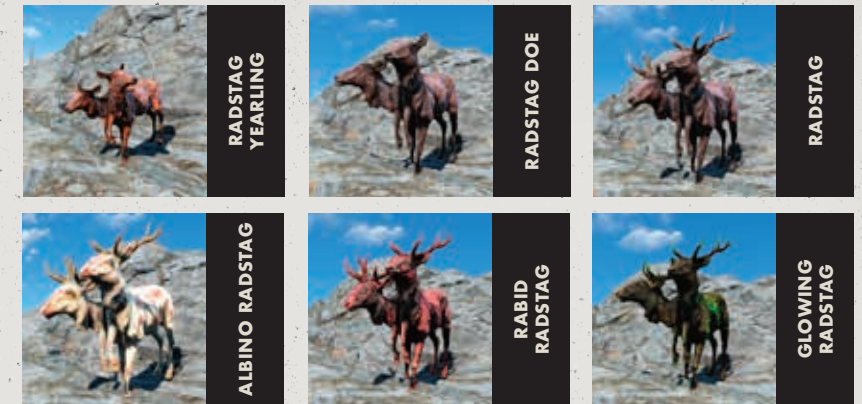 RADSTAG
YEARLING
RADSTAG DOE
RADSTAG
ALBINO RADSTAG
RABID
RADSTAG
GLOWING
RADSTAG